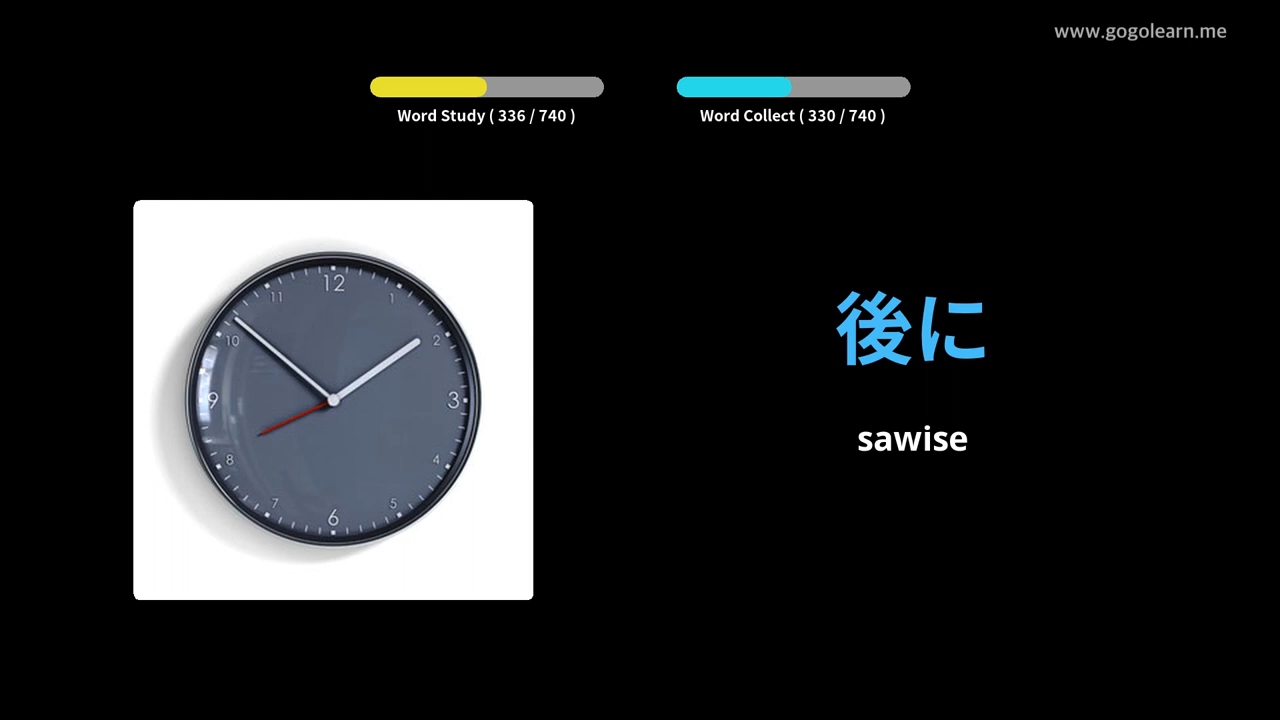 www.gogolearn.me
Word Study ( 336 / 740 )
Word Collect ( 330 / 740 )
12
11
1
10
2
9
3
8
4
7
5
6
後に
sawise